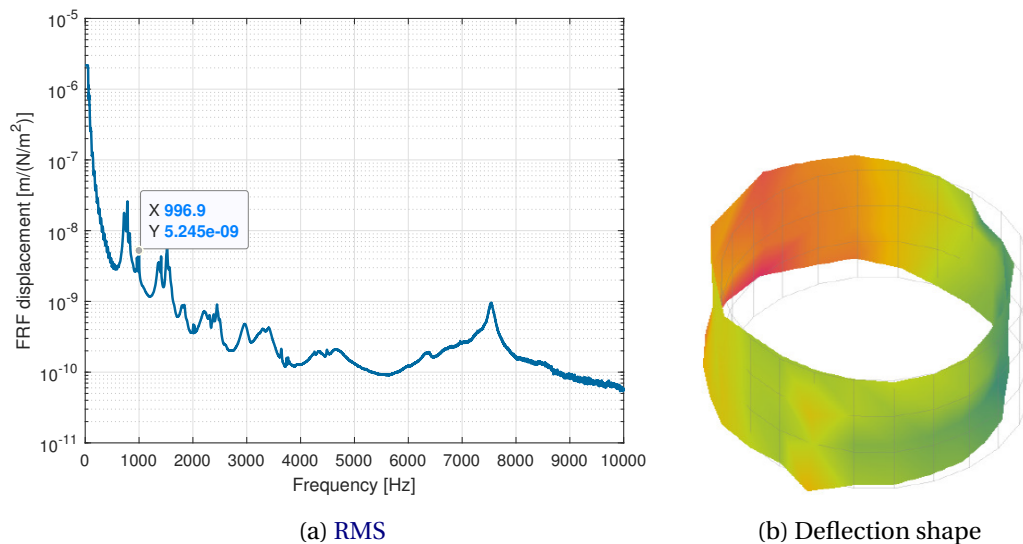 10^-5
10^-6
10^-7
10^-8
10^-9
10^-10
10^-11
FRF displacement [m/(N/m²)]
X 996.9
Y 5.245e-09
0 1000 2000 3000 4000 5000 6000 7000 8000 9000 10000
Frequency [Hz]
(a) RMS
(b) Deflection shape